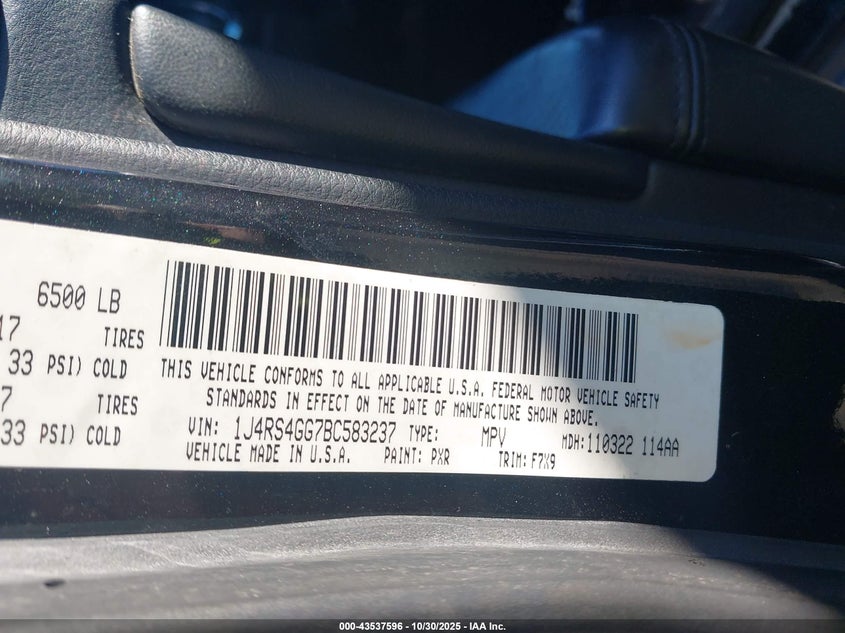 6500 LB
17 TIRES
33 PSI) COLD
7 TIRES
33 PSI) COLD
THIS VEHICLE CONFORMS TO ALL APPLICABLE U.S.A. FEDERAL MOTOR VEHICLE SAFETY
STANDARDS IN EFFECT ON THE DATE OF MANUFACTURE SHOWN ABOVE.
VIN: 1J4RS4GG7BC583237 TYPE: MPV MDH: 110322 114AA
VEHICLE MADE IN U.S.A. PAINT: PXR TRIM: F7X9
000-43537596 - 10/30/2025 - IAA Inc.